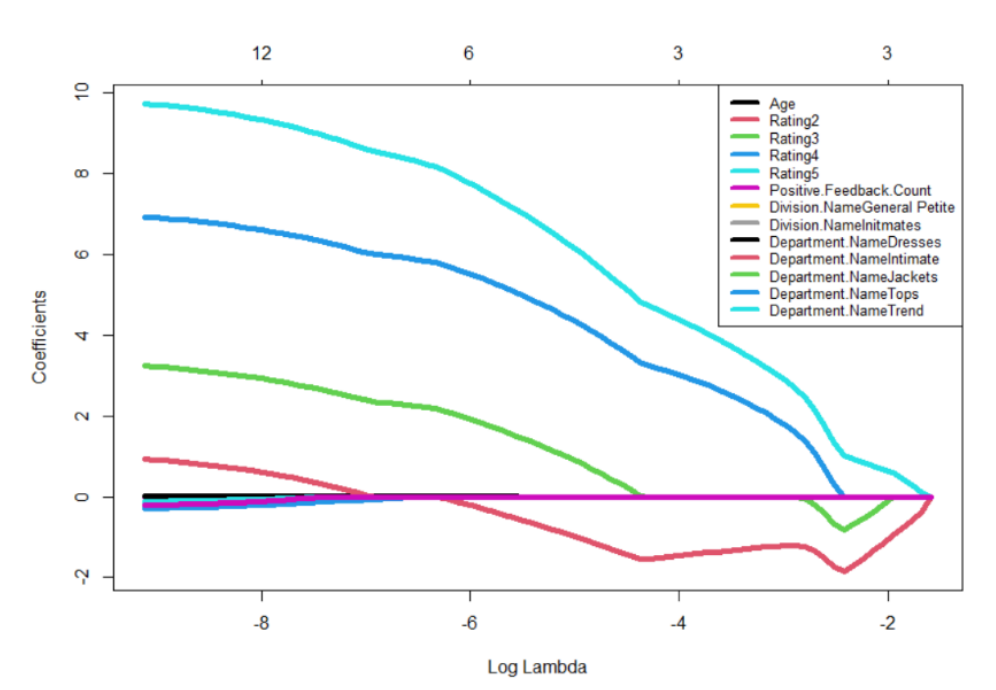 12 6 3 3
Age
Rating2
Rating3
Rating4
Rating5
Positive.Feedback.Count
Division.NameGeneral Petite
Division.NameInitmates
Department.NameDresses
Department.NameIntimate
Department.NameJackets
Department.NameTops
Department.NameTrend
10
8
6
4
2
0
-2
Coefficients
-8 -6 -4 -2
Log Lambda